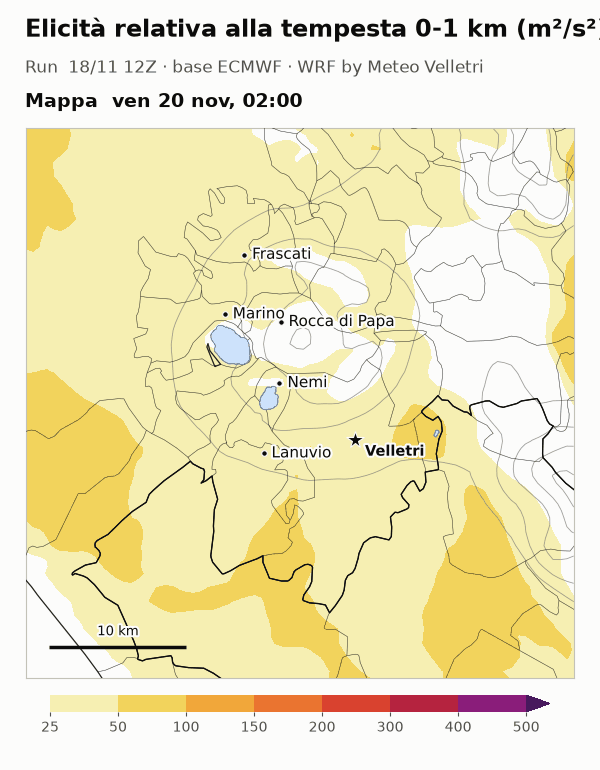 Elicità relativa alla tempesta 0-1 km (m²/s²)
Run 18/11 12Z · base ECMWF · WRF by Meteo Velletri
Mappa ven 20 nov, 02:00
Frascati
Marino
Rocca di Papa
Nemi
Velletri
Lanuvio
10 km
25 50 100 150 200 300 400 500